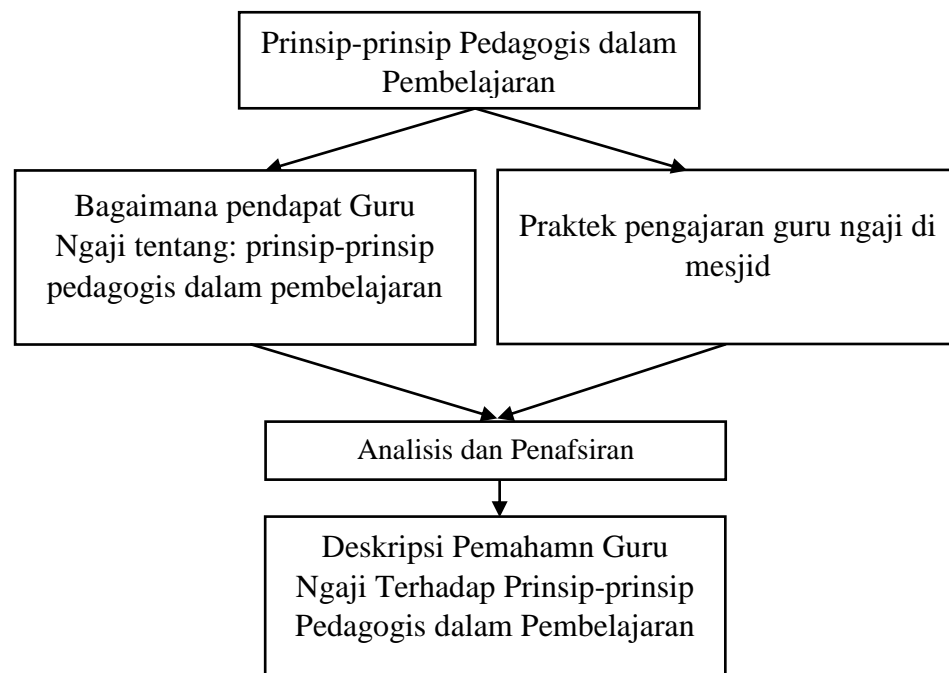 Prinsip-prinsip Pedagogis dalam
Pembelajaran
Bagaimana pendapat Guru
Ngaji tentang: prinsip-prinsip
pedagogis dalam pembelajaran
Praktek pengajaran guru ngaji di
mesjid
Analisis dan Penafsiran
Deskripsi Pemahamn Guru
Ngaji Terhadap Prinsip-prinsip
Pedagogis dalam Pembelajaran